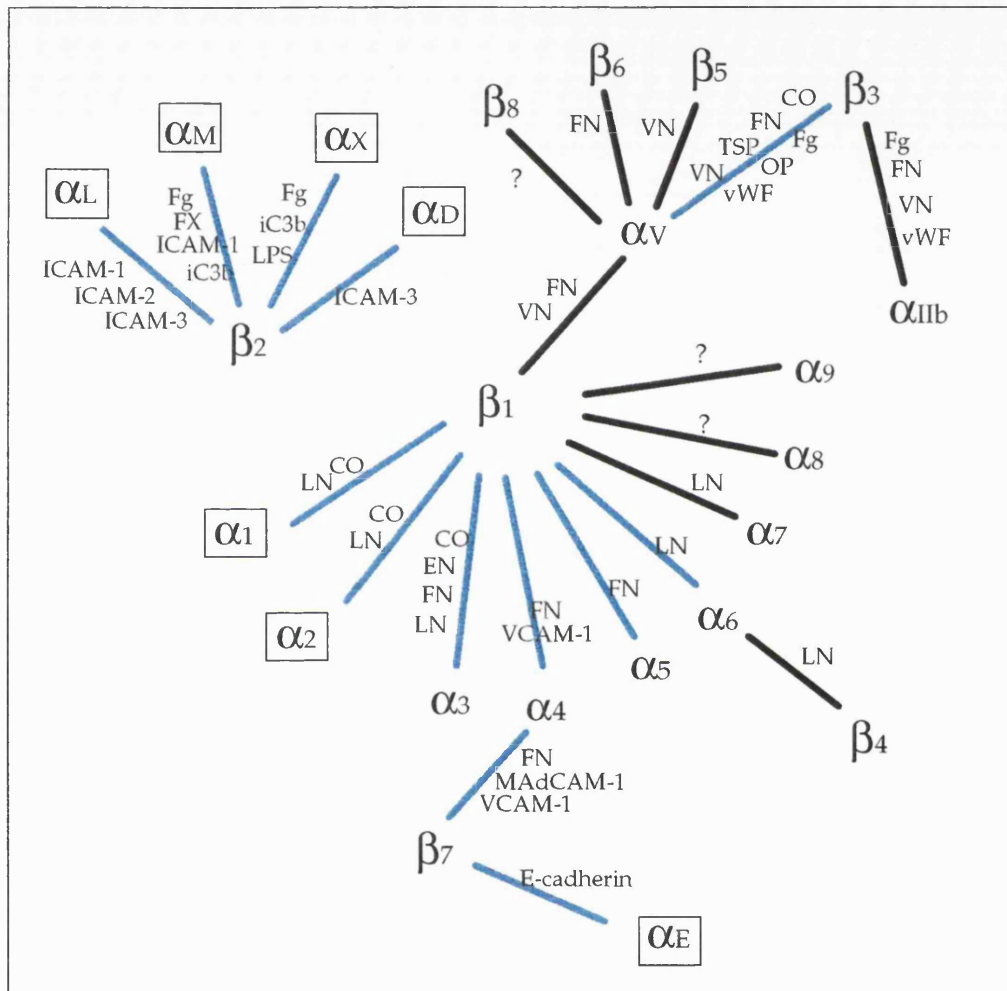 β6
β5
β8
β3
FN
VN
CO
FN
TSP
Fg
OP
VN
vWF
?
Fg
FN
VN
vWF
αM
αX
αL
αD
Fg
FX
ICAM-1
iC3b
Fg
iC3b
LPS
ICAM-1
ICAM-2
ICAM-3
ICAM-3
β2
αV
αIIb
FN
VN
β1
?
α9
?
α8
LN
α7
CO
LN
α1
CO
LN
α2
CO
EN
FN
LN
α3
FN
VCAM-1
α4
FN
α5
LN
α6
LN
β4
FN
MAdCAM-1
VCAM-1
β7
E-cadherin
αE